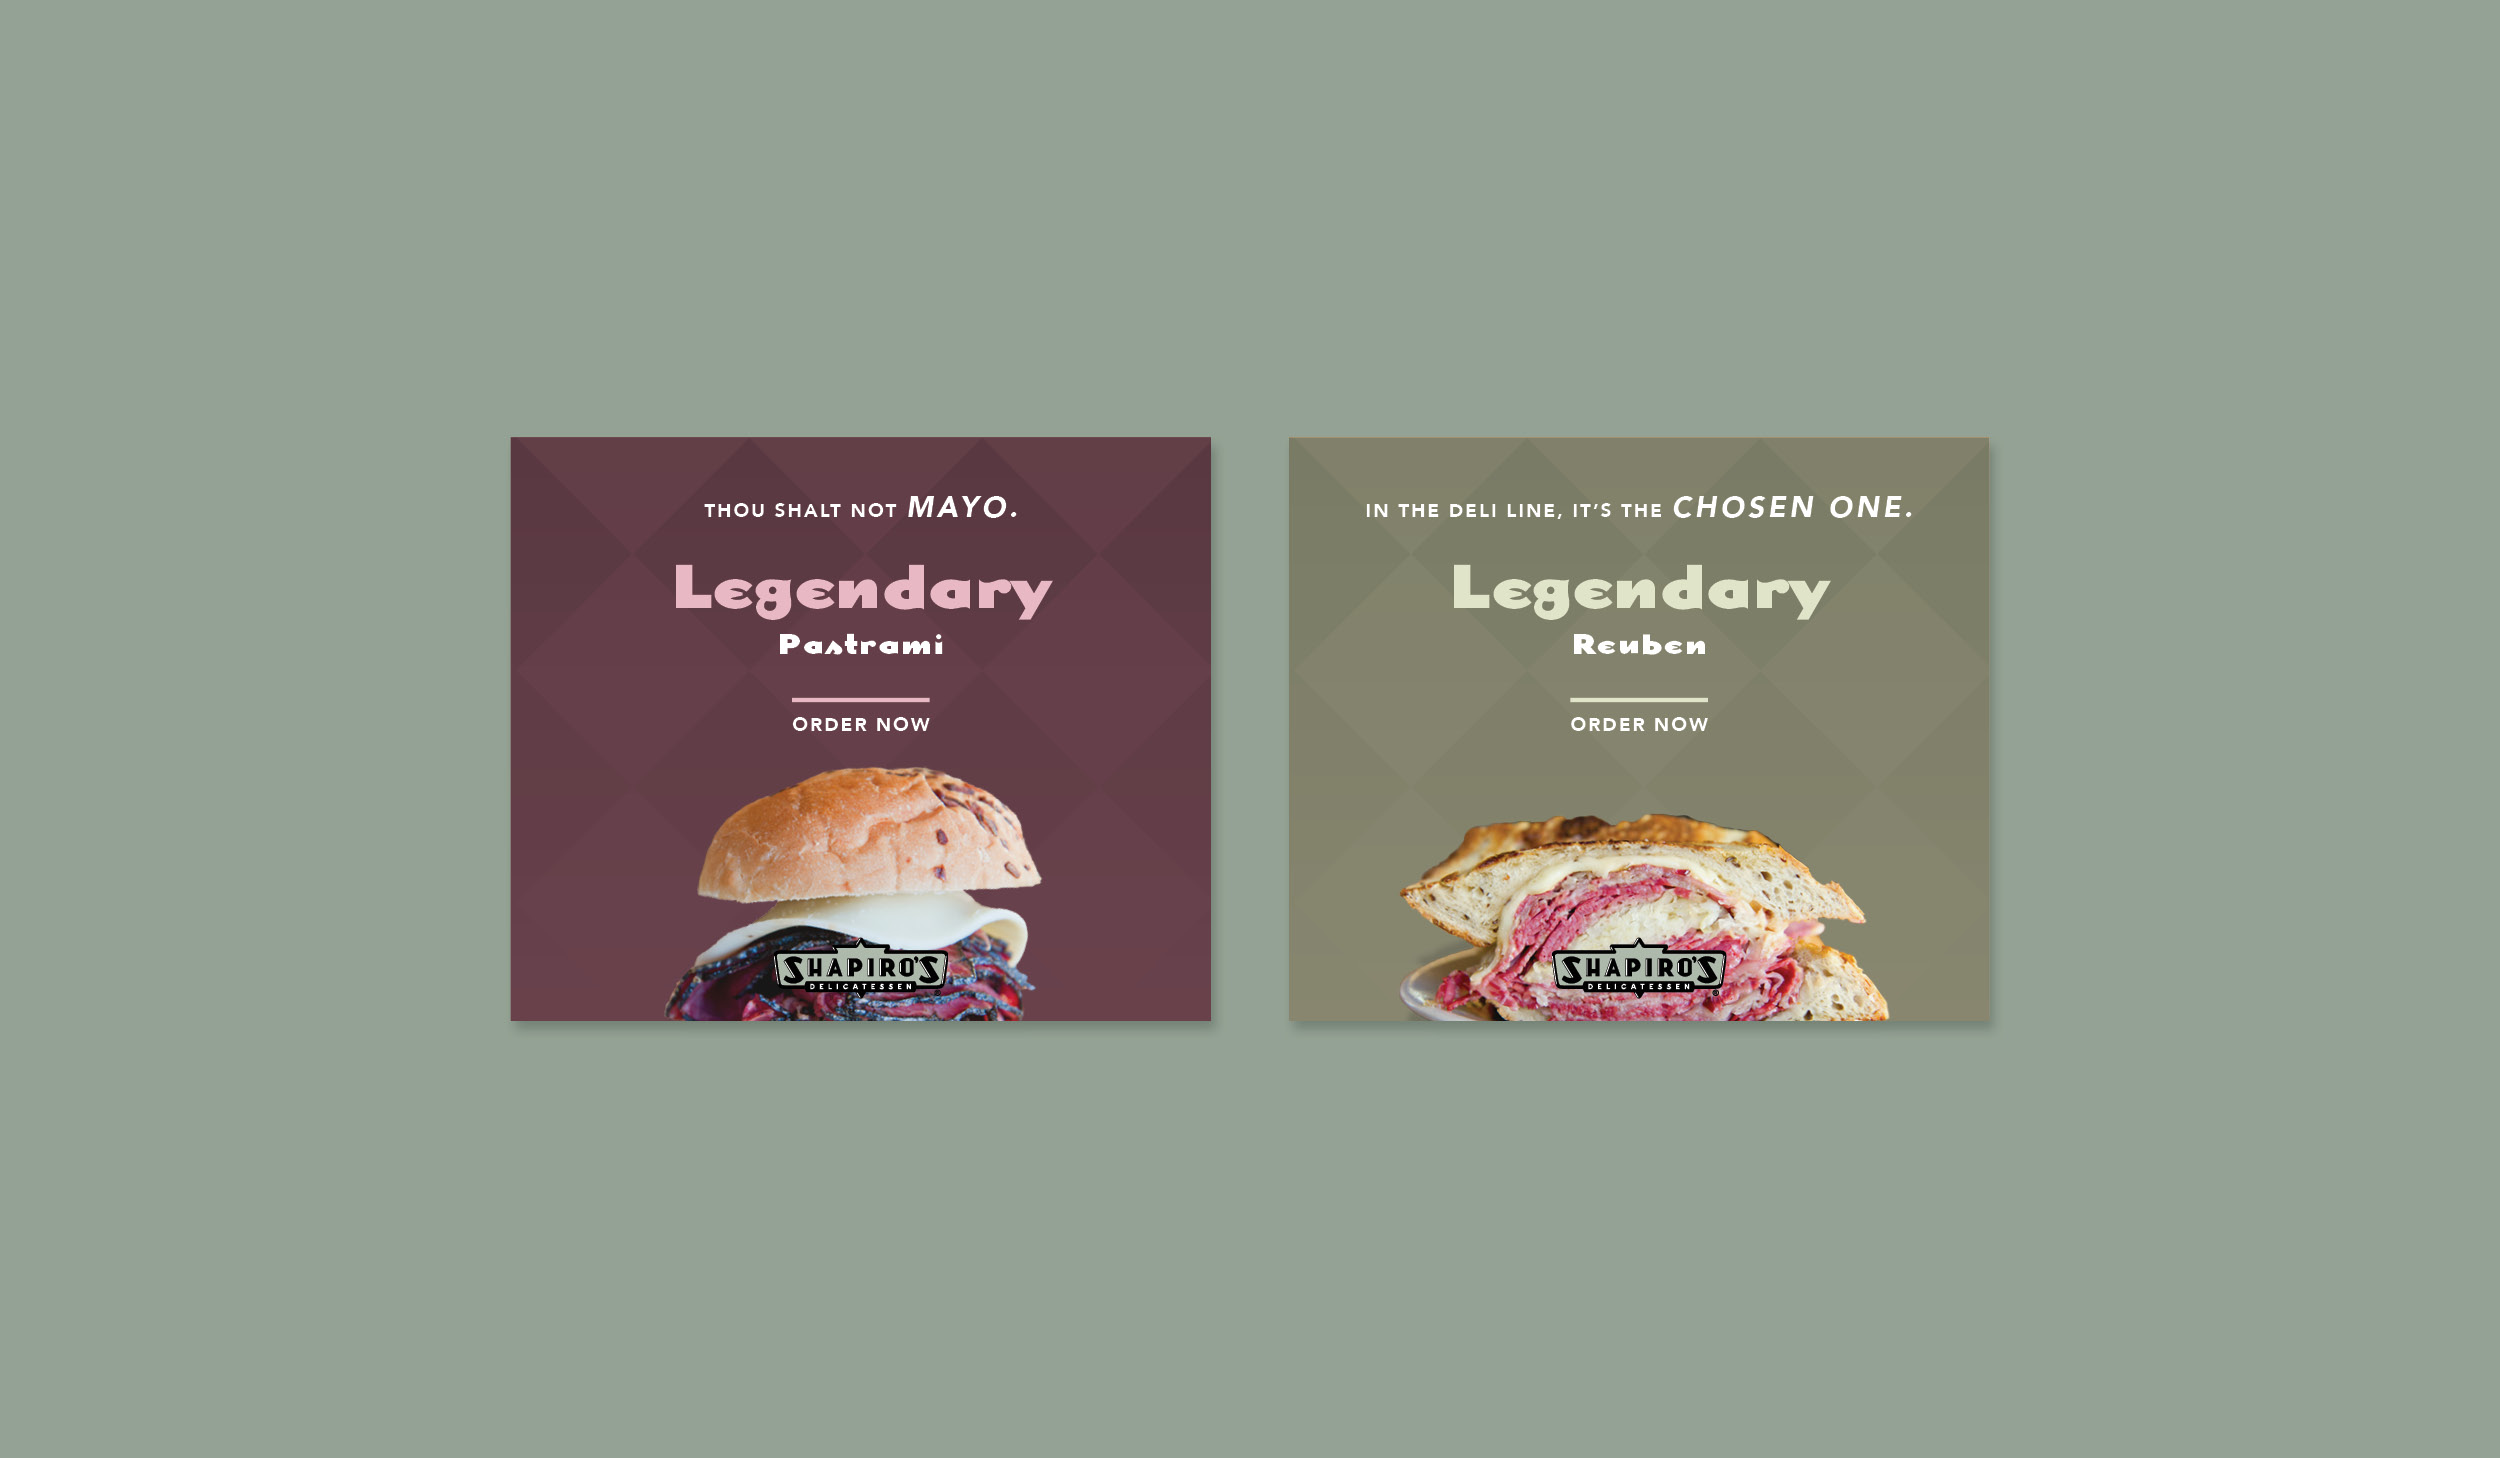 THOU SHALT NOT MAYO.
Legendary
Pastrami
ORDER NOW
SHAPIRO'S
DELICATESSEN
IN THE DELI LINE, IT'S THE CHOSEN ONE.
Legendary
Reuben
ORDER NOW
SHAPIRO'S
DELICATESSEN
®